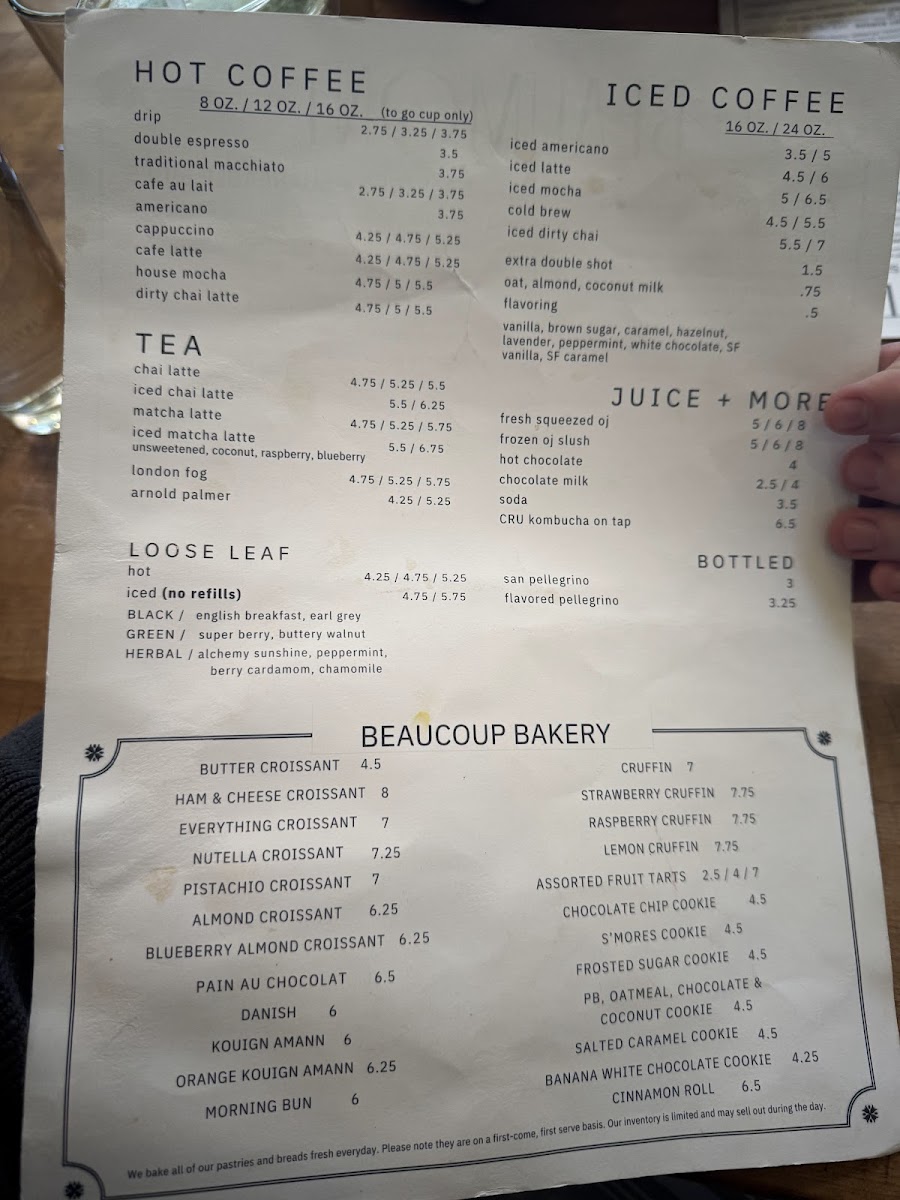 HOT COFFEE
8 OZ. / 12 OZ. / 16 OZ. (to go cup only)
drip 2.75 / 3.25 / 3.75
double espresso 3.5
traditional macchiato 3.75
cafe au lait 2.75 / 3.25 / 3.75
americano 3.75
cappuccino 4.25 / 4.75 / 5.25
cafe latte 4.25 / 4.75 / 5.25
house mocha 4.75 / 5 / 5.5
dirty chai latte 4.75 / 5 / 5.5
TEA
chai latte 4.75 / 5.25 / 5.5
iced chai latte 5.5 / 6.25
matcha latte 4.75 / 5.25 / 5.75
iced matcha latte 5.5 / 6.75
unsweetened, coconut, raspberry, blueberry
london fog 4.75 / 5.25 / 5.75
arnold palmer 4.25 / 5.25
LOOSE LEAF
hot 4.25 / 4.75 / 5.25
iced (no refills) 4.75 / 5.75
BLACK / english breakfast, earl grey
GREEN / super berry, buttery walnut
HERBAL / alchemy sunshine, peppermint,
berry cardamom, chamomile
ICED COFFEE
16 OZ. / 24 OZ.
iced americano 3.5 / 5
iced latte 4.5 / 6
iced mocha 5 / 6.5
cold brew 4.5 / 5.5
iced dirty chai 5.5 / 7
extra double shot 1.5
oat, almond, coconut milk .75
flavoring .5
vanilla, brown sugar, caramel, hazelnut,
lavender, peppermint, white chocolate, SF
vanilla, SF caramel
JUICE + MORE
fresh squeezed oj 5 / 6 / 8
frozen oj slush 5 / 6 / 8
hot chocolate 4
chocolate milk 2.5 / 4
soda 3.5
CRU kombucha on tap 6.5
BOTTLED
san pellegrino 3
flavored pellegrino 3.25
BEAUCOUP BAKERY
BUTTER CROISSANT 4.5
HAM & CHEESE CROISSANT 8
EVERYTHING CROISSANT 7
NUTELLA CROISSANT 7.25
PISTACHIO CROISSANT 7
ALMOND CROISSANT 6.25
BLUEBERRY ALMOND CROISSANT 6.25
PAIN AU CHOCOLAT 6.5
DANISH 6
KOUIGN AMANN 6
ORANGE KOUIGN AMANN 6.25
MORNING BUN 6
CRUFFIN 7
STRAWBERRY CRUFFIN 7.75
RASPBERRY CRUFFIN 7.75
LEMON CRUFFIN 7.75
ASSORTED FRUIT TARTS 2.5 / 4 / 7
CHOCOLATE CHIP COOKIE 4.5
S'MORES COOKIE 4.5
FROSTED SUGAR COOKIE 4.5
PB, OATMEAL, CHOCOLATE &
COCONUT COOKIE 4.5
SALTED CARAMEL COOKIE 4.5
BANANA WHITE CHOCOLATE COOKIE 4.25
CINNAMON ROLL 6.5
We bake all of our pastries and breads fresh everyday. Please note they are on a first-come, first serve basis. Our inventory is limited and may sell out during the day.